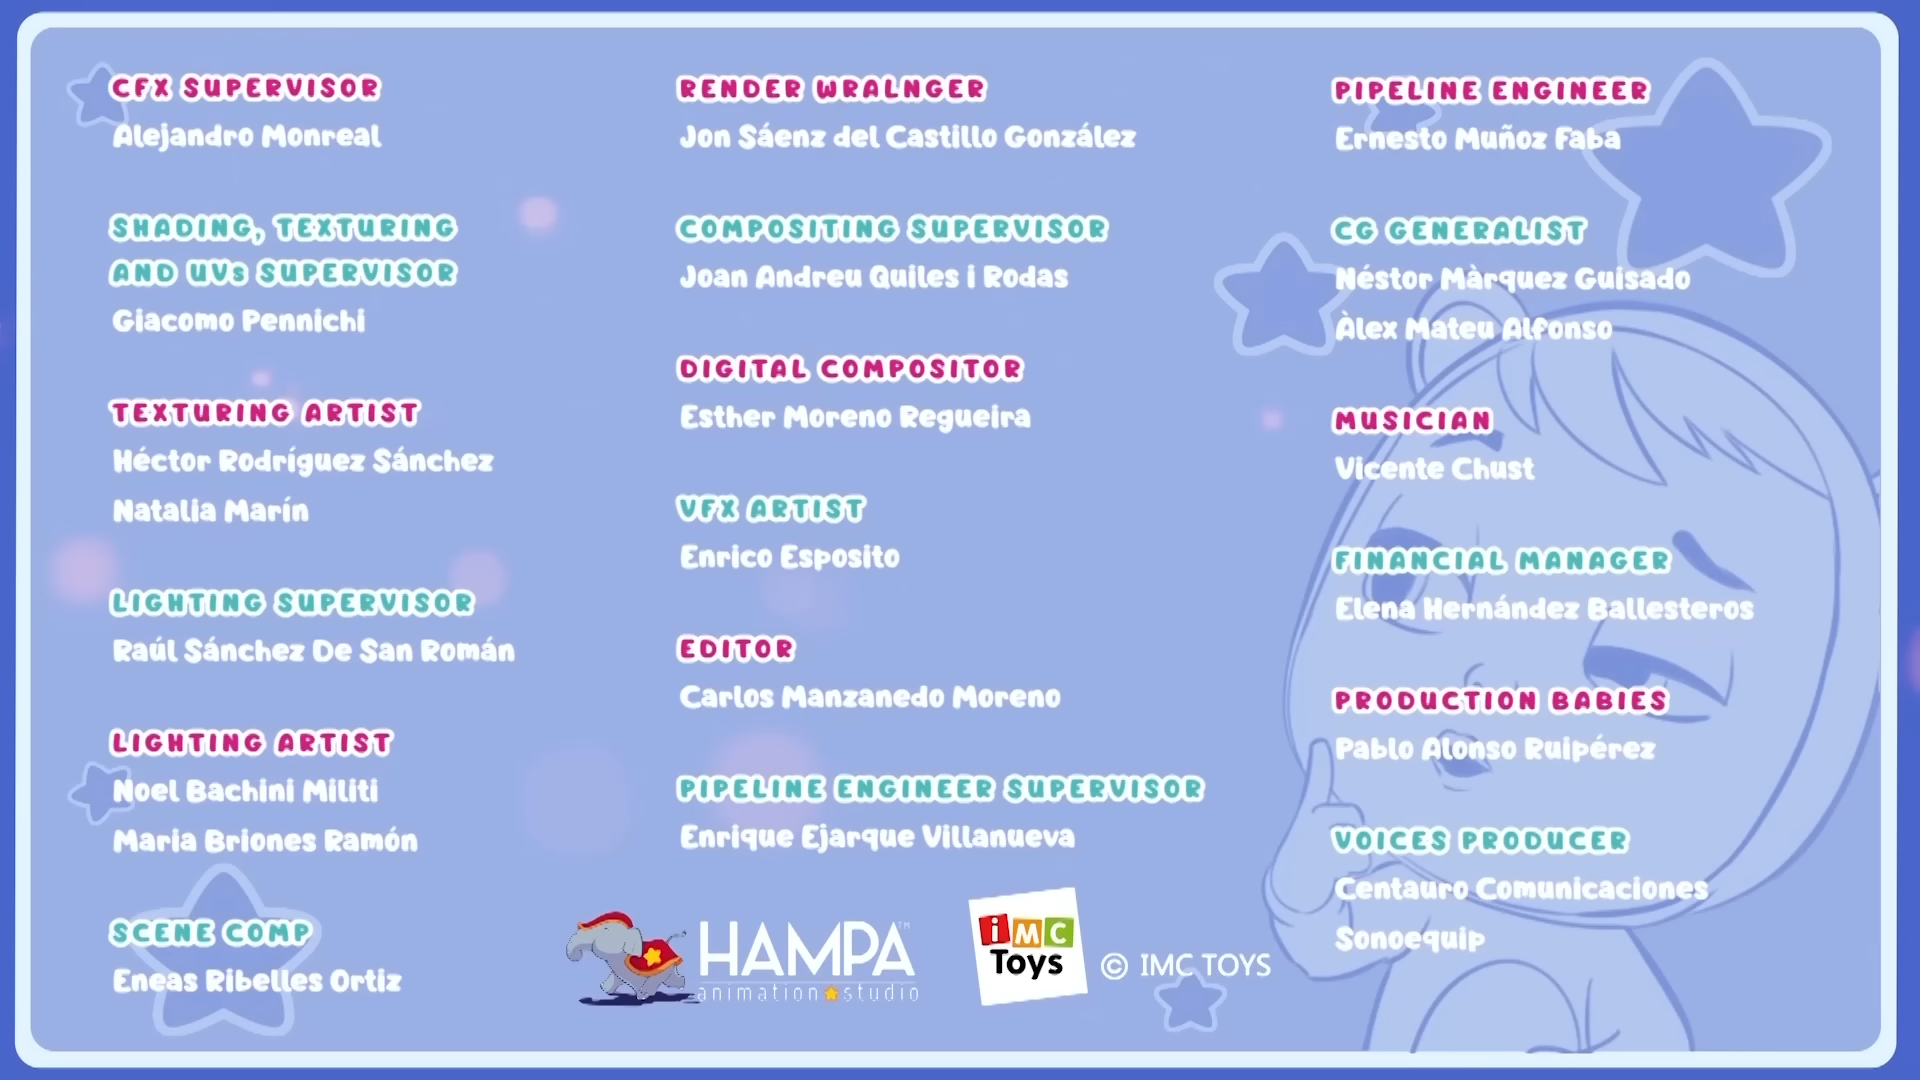 CFX SUPERVISOR
Alejandro Monreal
SHADING, TEXTURING
AND UVs SUPERVISOR
Giacomo Pennichi
TEXTURING ARTIST
Héctor Rodríguez Sánchez
Natalia Marín
LIGHTING SUPERVISOR
Raúl Sánchez De San Román
LIGHTING ARTIST
Noel Bachini Militi
Maria Briones Ramón
SCENE COMP
Eneas Ribelles Ortiz
RENDER WRALNGER
Jon Sáenz del Castillo González
COMPOSITING SUPERVISOR
Joan Andreu Quiles i Rodas
DIGITAL COMPOSITOR
Esther Moreno Regueira
VFX ARTIST
Enrico Esposito
EDITOR
Carlos Manzanedo Moreno
PIPELINE ENGINEER SUPERVISOR
Enrique Ejarque Villanueva
HAMPA™
animation studio
iMC
Toys
© IMC TOYS
PIPELINE ENGINEER
Ernesto Muñoz Faba
CG GENERALIST
Néstor Màrquez Guisado
Àlex Mateu Alfonso
MUSICIAN
Vicente Chust
FINANCIAL MANAGER
Elena Hernández Ballesteros
PRODUCTION BABIES
Pablo Alonso Ruipérez
VOICES PRODUCER
Centauro Comunicaciones
Sonoequip